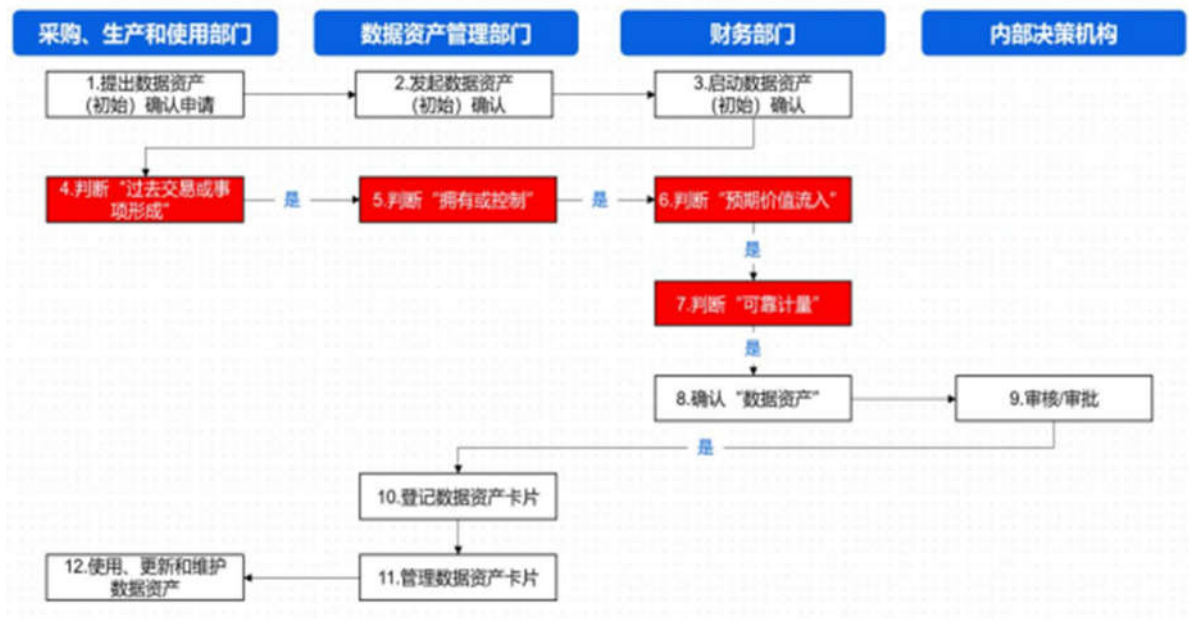 采购、生产和使用部门
数据资产管理部门
财务部门
内部决策机构
1.提出数据资产
（初始）确认申请
2.发起数据资产
（初始）确认
3.启动数据资产
（初始）确认
4.判断“过去交易或事
项形成”
是
5.判断“拥有或控制”
是
6.判断“预期价值流入”
是
7.判断“可靠计量”
是
8.确认“数据资产”
9.审核/审批
是
10.登记数据资产卡片
12.使用、更新和维护
数据资产
11.管理数据资产卡片